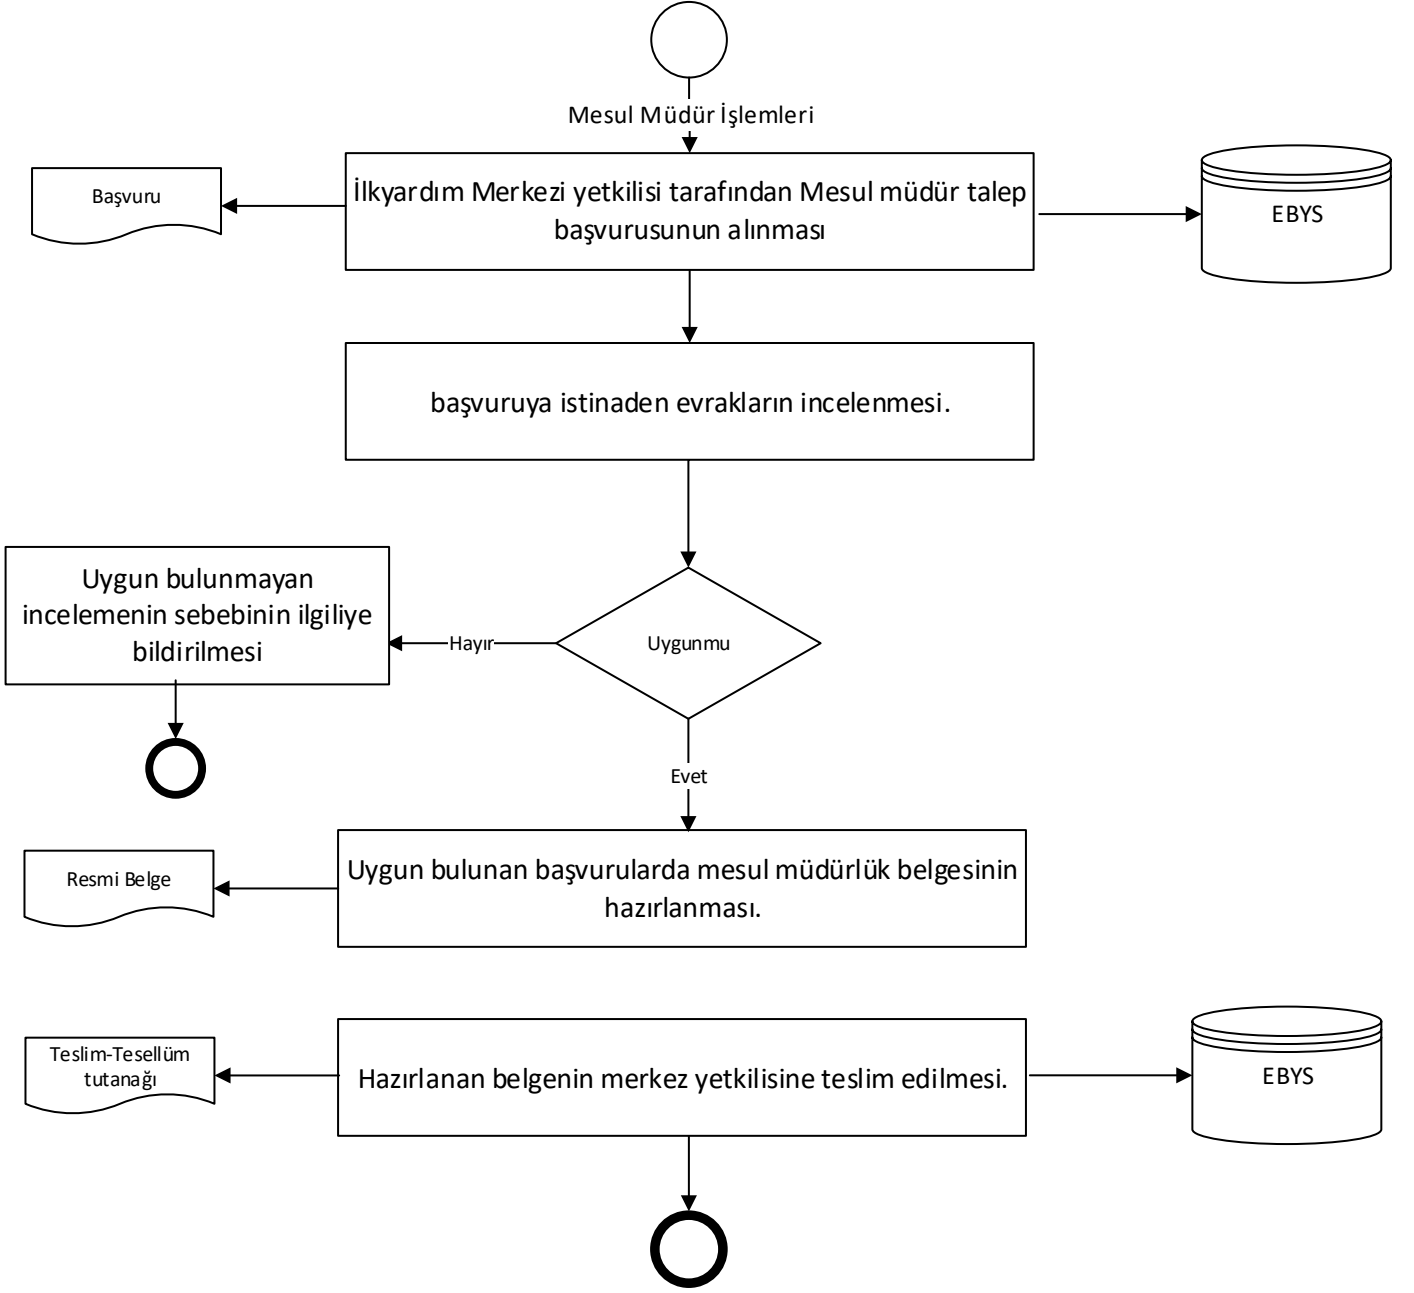 Mesul Müdür İşlemleri
Başvuru
İlkyardım Merkezi yetkilisi tarafından Mesul müdür talep
başvurusunun alınması
EBYS
başvuruya istinaden evrakların incelenmesi.
Uygun bulunmayan
incelemenin sebebinin ilgiliye
bildirilmesi
Hayır
Uygunmu
Evet
Resmi Belge
Uygun bulunan başvurularda mesul müdürlük belgesinin
hazırlanması.
Teslim-Tesellüm
tutanağı
Hazırlanan belgenin merkez yetkilisine teslim edilmesi.
EBYS